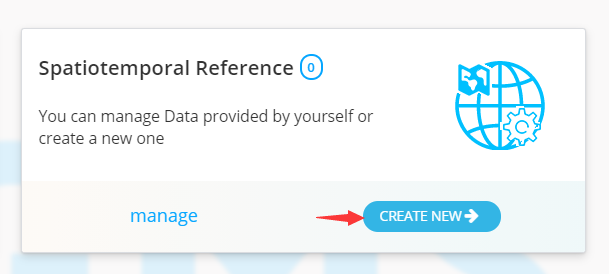 Spatiotemporal Reference 0
You can manage Data provided by yourself or
create a new one
manage CREATE NEW